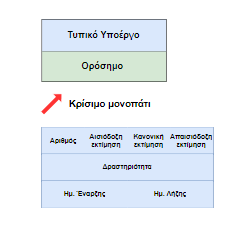 Τυπικό Υποέργο
Ορόσημο
Κρίσιμο μονοπάτι
Αριθμός
Αισιόδοξη εκτίμηση
Κανονική εκτίμηση
Απαισιόδοξη εκτίμηση
Δραστηριότητα
Ημ. Έναρξης
Ημ. Λήξης